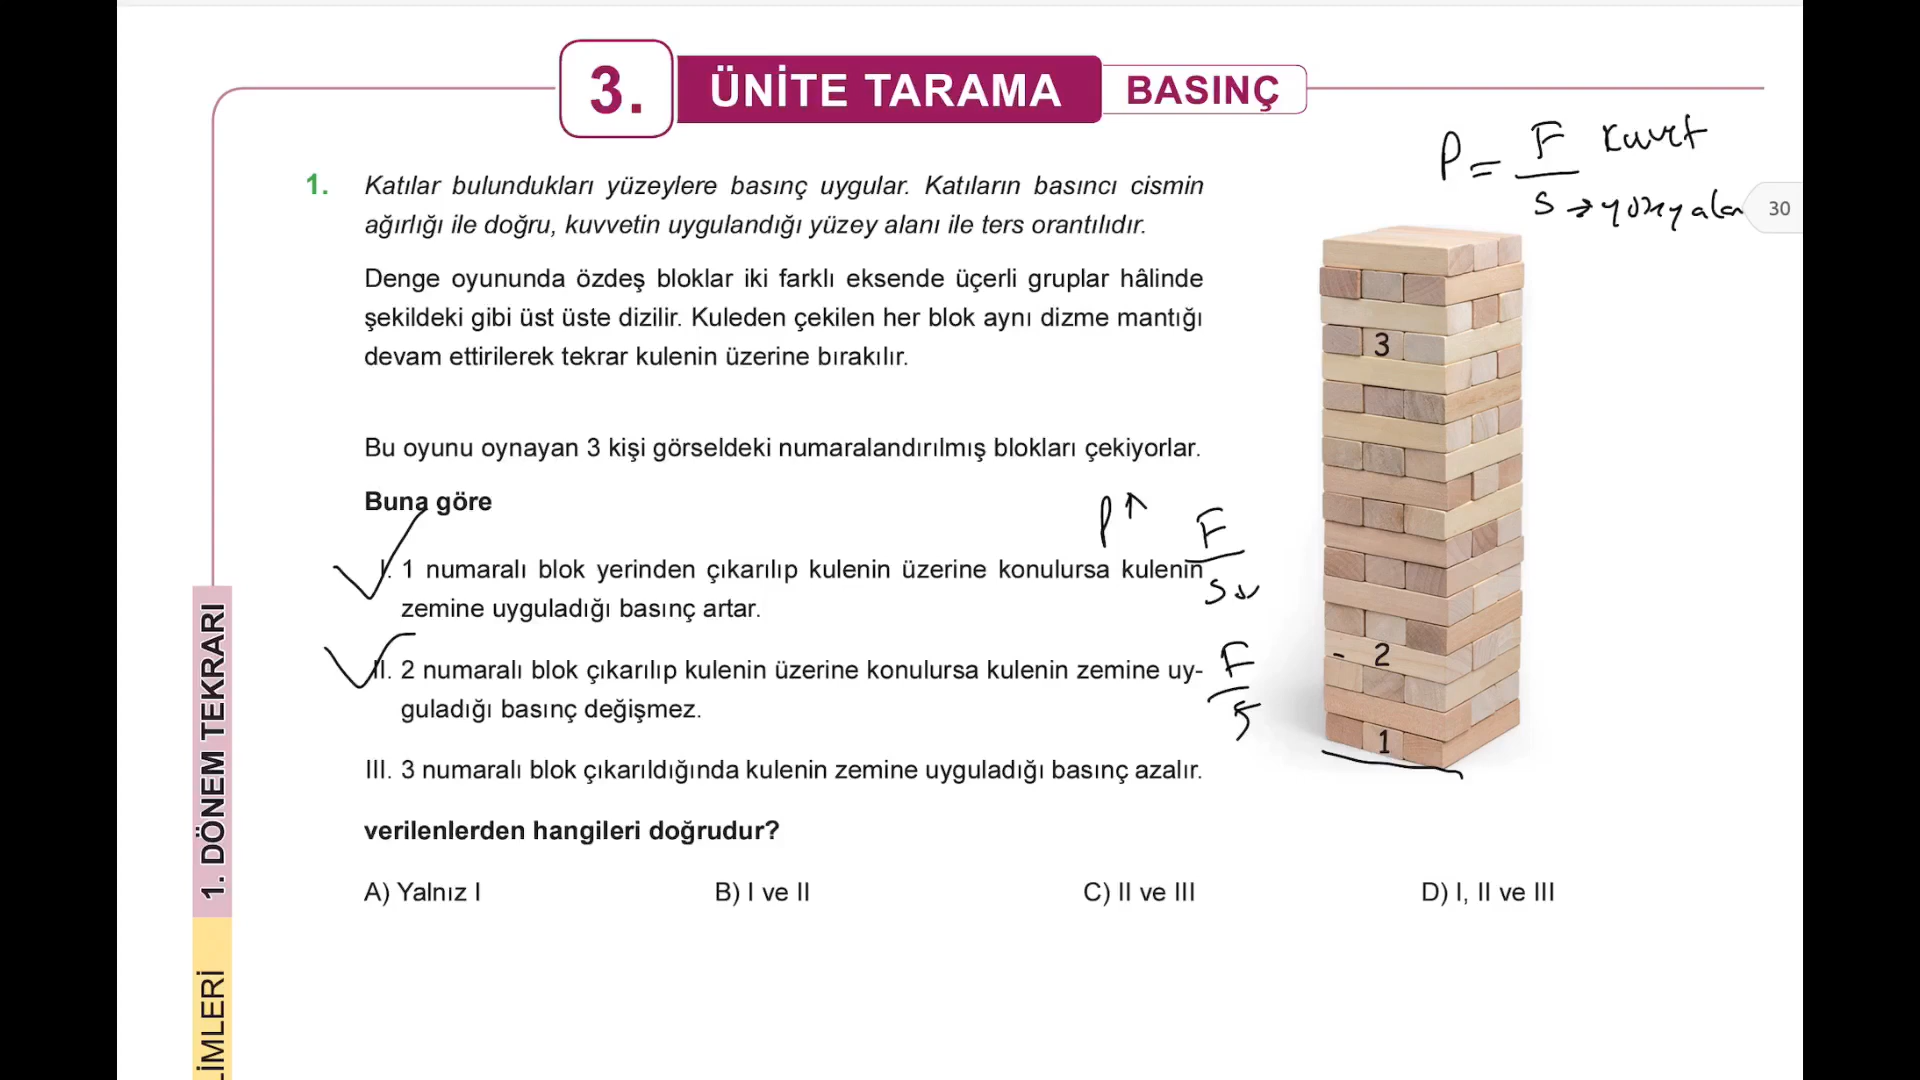 3. ÜNİTE TARAMA BASINÇ
P = F kuvet
S → yüzey alan
30
1. Katılar bulundukları yüzeylere basınç uygular. Katıların basıncı cismin
ağırlığı ile doğru, kuvvetin uygulandığı yüzey alanı ile ters orantılıdır.
Denge oyununda özdeş bloklar iki farklı eksende üçerli gruplar hâlinde
şekildeki gibi üst üste dizilir. Kuleden çekilen her blok aynı dizme mantığı
devam ettirilerek tekrar kulenin üzerine bırakılır.
Bu oyunu oynayan 3 kişi görseldeki numaralandırılmış blokları çekiyorlar.
Buna göre
P↑ F
S↓
I. 1 numaralı blok yerinden çıkarılıp kulenin üzerine konulursa kulenin
zemine uyguladığı basınç artar.
II. 2 numaralı blok çıkarılıp kulenin üzerine konulursa kulenin zemine uy-
guladığı basınç değişmez.
F
S
III. 3 numaralı blok çıkarıldığında kulenin zemine uyguladığı basınç azalır.
verilenlerden hangileri doğrudur?
A) Yalnız I
B) I ve II
C) II ve III
D) I, II ve III
3
2
1
1. DÖNEM TEKRARI
LİMLERİ